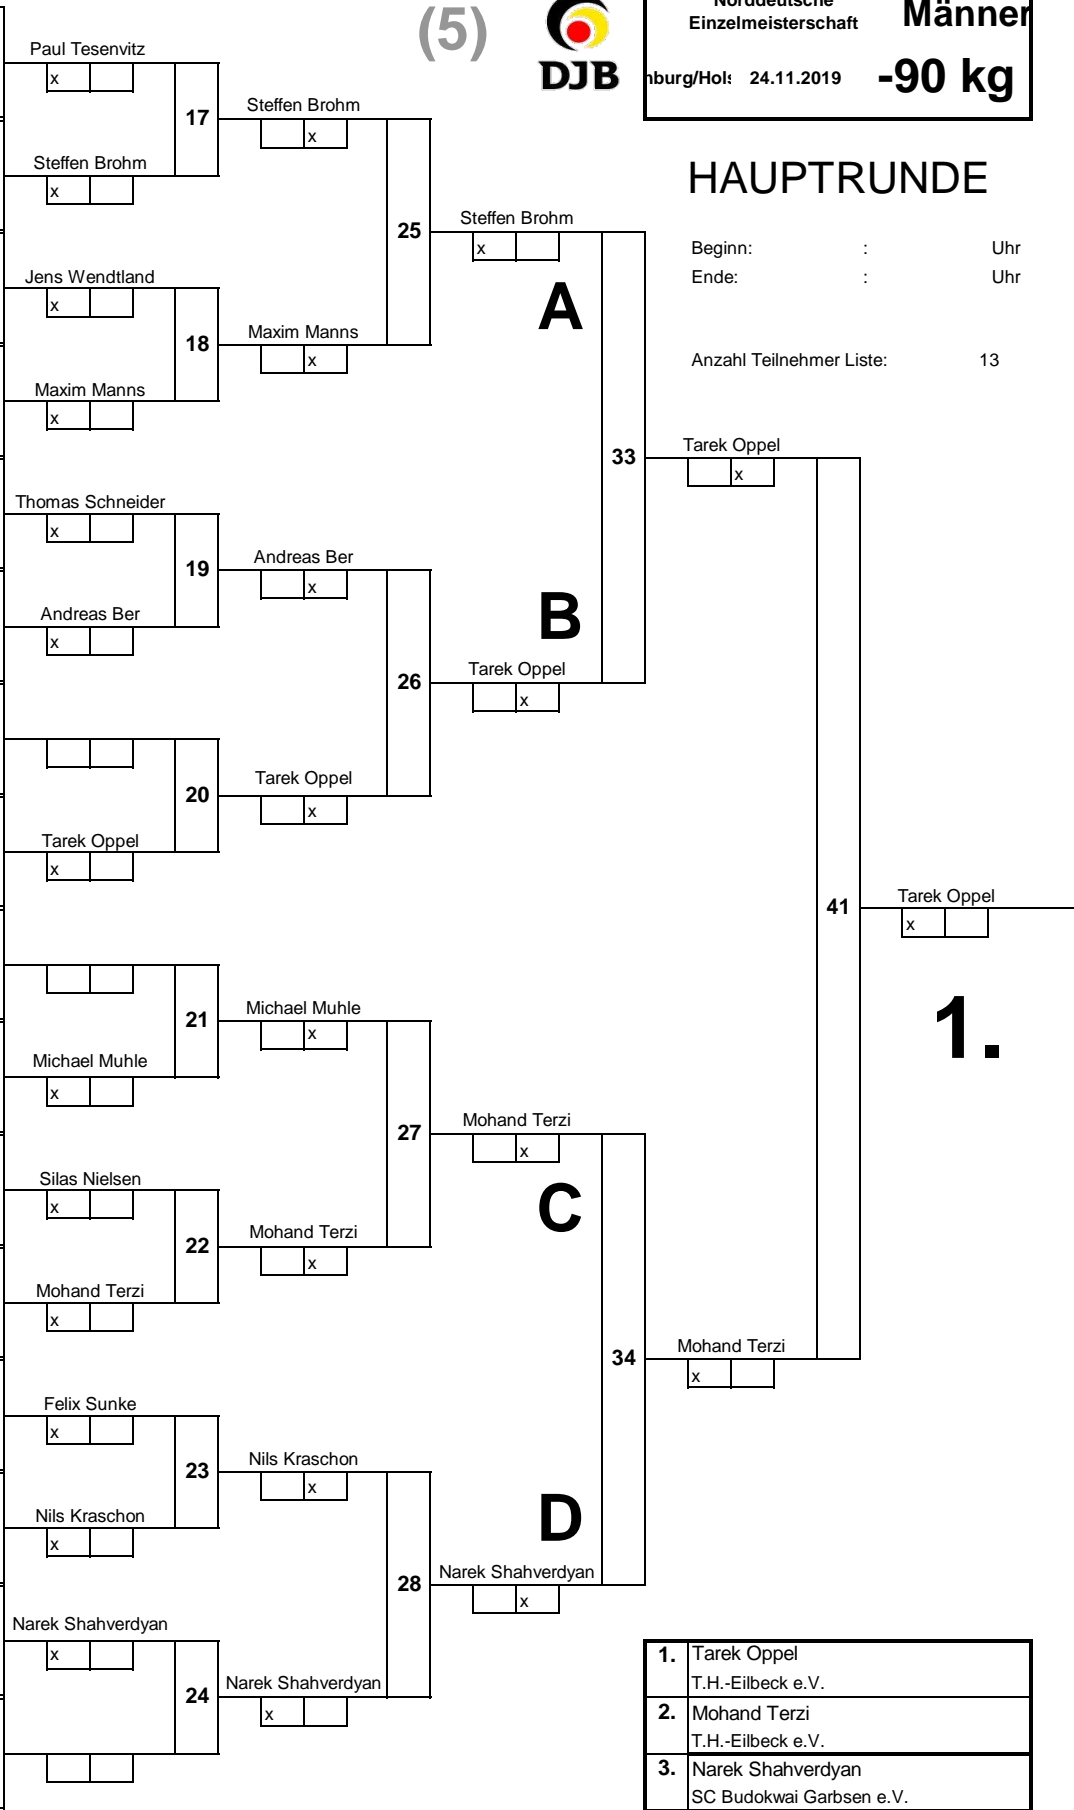 (5)
DJB
Norddeutsche
Einzelmeisterschaft
Männer
24.11.2019
-90 kg
HAUPTRUNDE
Beginn: : Uhr
Ende: : Uhr
Anzahl Teilnehmer Liste: 13
Paul Tesenvitz
x
17
Steffen Brohm
x
Steffen Brohm
x
25
Steffen Brohm
x
A
Jens Wendtland
x
18
Maxim Manns
x
Maxim Manns
x
33
Tarek Oppel
x
Thomas Schneider
x
19
Andreas Ber
x
Andreas Ber
x
B
26
Tarek Oppel
x
20
Tarek Oppel
x
Tarek Oppel
x
41
Tarek Oppel
x
1.
21
Michael Muhle
x
Michael Muhle
x
27
Mohand Terzi
x
C
Silas Nielsen
x
22
Mohand Terzi
x
Mohand Terzi
x
34
Mohand Terzi
x
Felix Sunke
x
23
Nils Kraschon
x
Nils Kraschon
x
D
28
Narek Shahverdyan
x
Narek Shahverdyan
x
24
Narek Shahverdyan
x
1. Tarek Oppel
T.H.-Eilbeck e.V.
2. Mohand Terzi
T.H.-Eilbeck e.V.
3. Narek Shahverdyan
SC Budokwai Garbsen e.V.